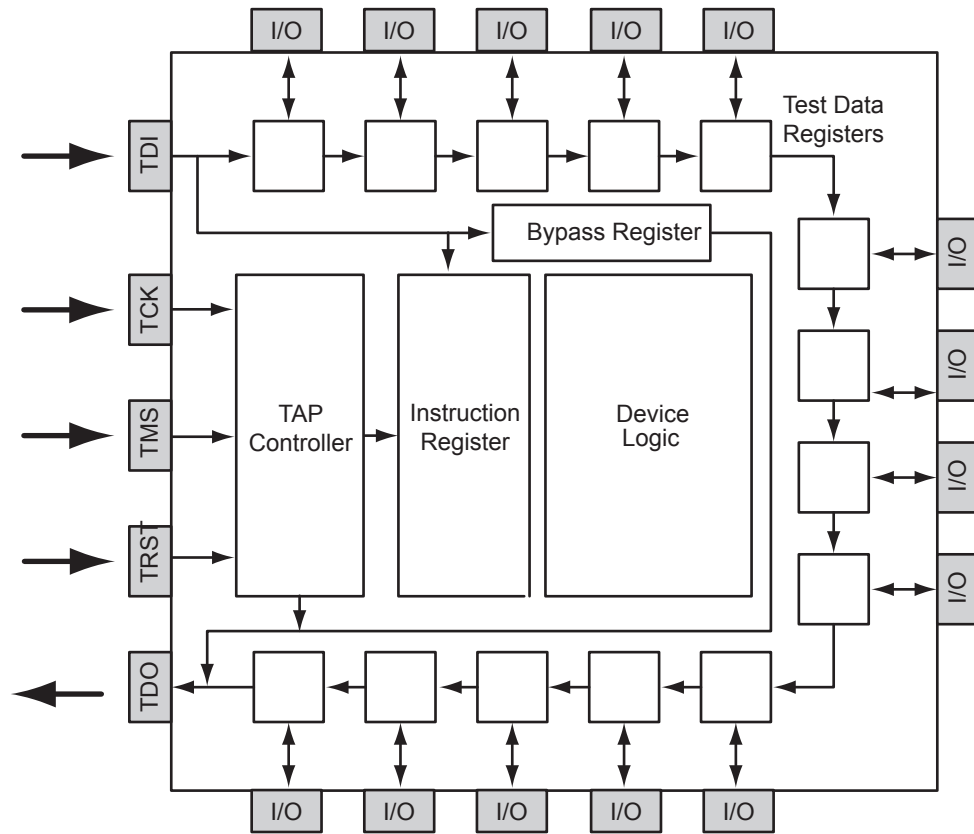 I/O
I/O
I/O
I/O
I/O
Test Data
Registers
TDI
Bypass Register
I/O
TCK
I/O
TAP
Controller
Instruction
Register
Device
Logic
TMS
I/O
TRST
I/O
TDO
I/O
I/O
I/O
I/O
I/O